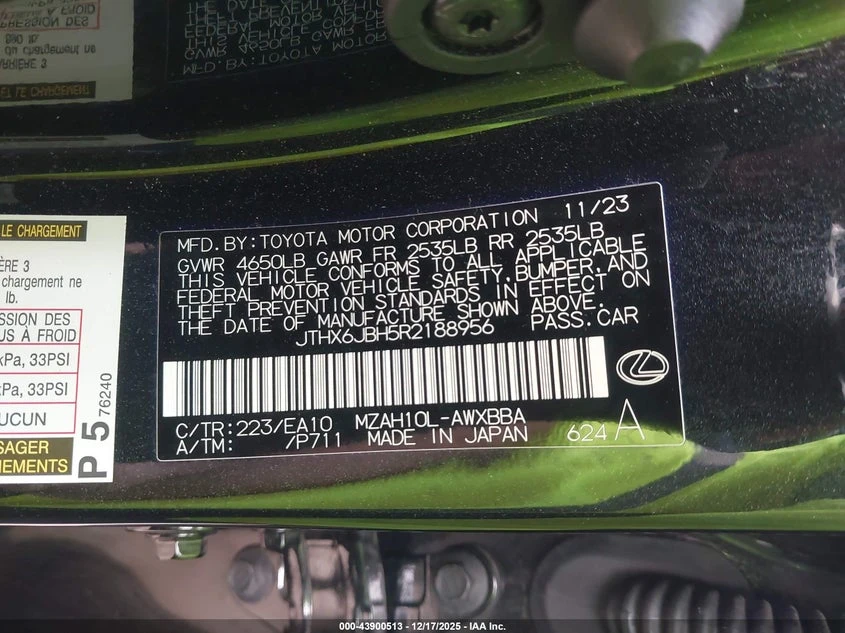 MFD. BY: TOYOTA MOTOR CORPORATION 11/23
GVWR 4650LB GAWR FR 2535LB RR 2535LB
THIS VEHICLE CONFORMS TO ALL APPLICABLE
FEDERAL MOTOR VEHICLE SAFETY, BUMPER, AND
THEFT PREVENTION STANDARDS IN EFFECT ON
THE DATE OF MANUFACTURE SHOWN ABOVE.
JTHX6JBH5R2188956 PASS. CAR
C/TR: 223/EA10 MZAH10L-AWXBBA
A/TM: /P711 MADE IN JAPAN 624 A
LE CHARGEMENT
ÈRE 3
chargement ne
lb.
SSION DES
US À FROID
kPa, 33PSI
kPa, 33PSI
UCUN
SAGER
NEMENTS
P 5 76240
000-43900513 - 12/17/2025 - IAA Inc.